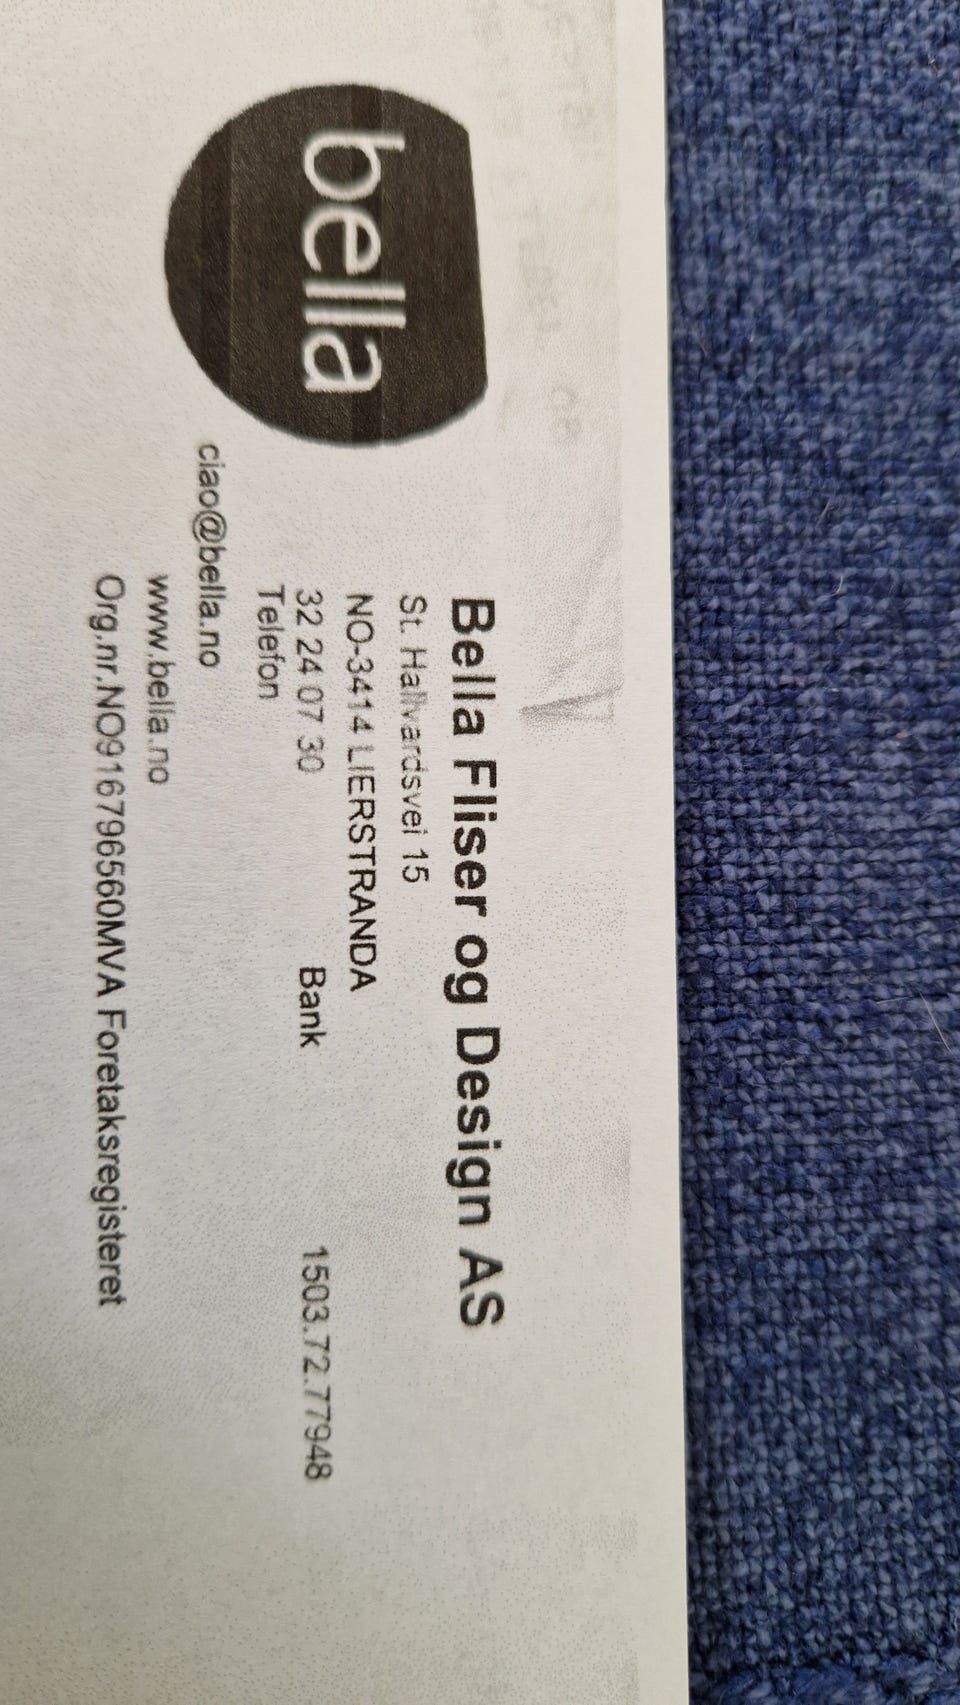 bella
Bella Fliser og Design AS
St. Hallvardsvei 15
NO-3414 LIERSTRANDA
32 24 07 30 Bank 1503.72.77948
Telefon
ciao@bella.no
www.bella.no
Org.nr.NO916796560MVA Foretaksregisteret